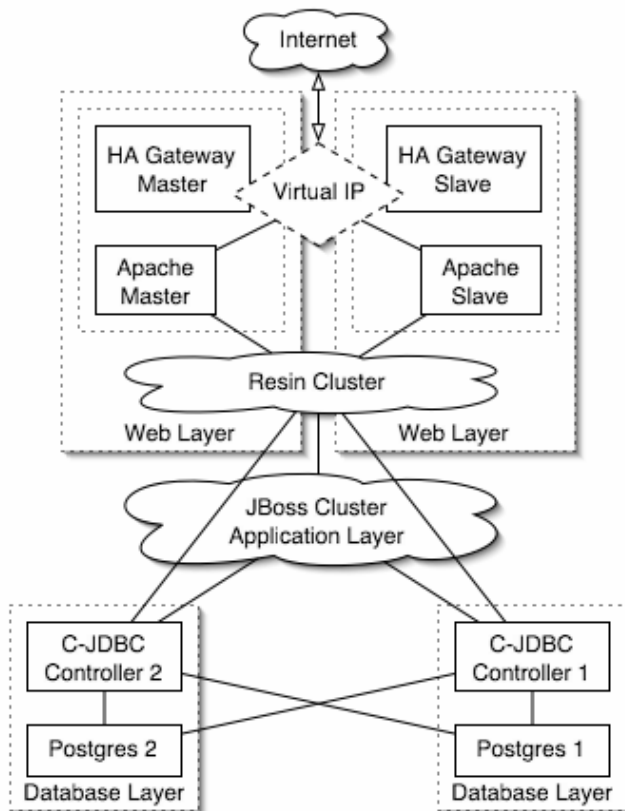 Internet
HA Gateway
Master
Virtual IP
HA Gateway
Slave
Apache
Master
Apache
Slave
Resin Cluster
Web Layer
Web Layer
JBoss Cluster
Application Layer
C-JDBC
Controller 2
C-JDBC
Controller 1
Postgres 2
Postgres 1
Database Layer
Database Layer